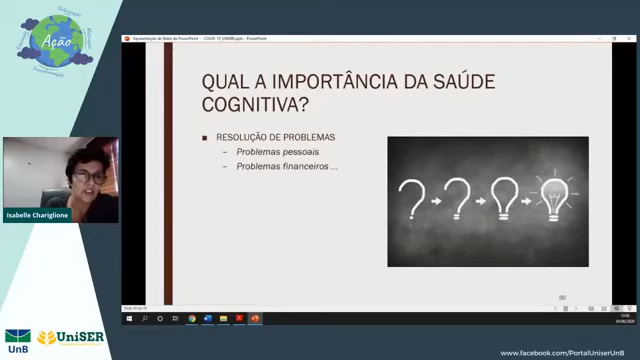 Ação
Apresentação de Slides do PowerPoint - COVID-19_UNISER.pptx - PowerPoint
QUAL A IMPORTÂNCIA DA SAÚDE
COGNITIVA?
■ RESOLUÇÃO DE PROBLEMAS
– Problemas pessoais
– Problemas financeiros ...
? ? 
Isabelle Chariglione
30
UnB
UniSER
www.facebook.com/PortalUniserUnB